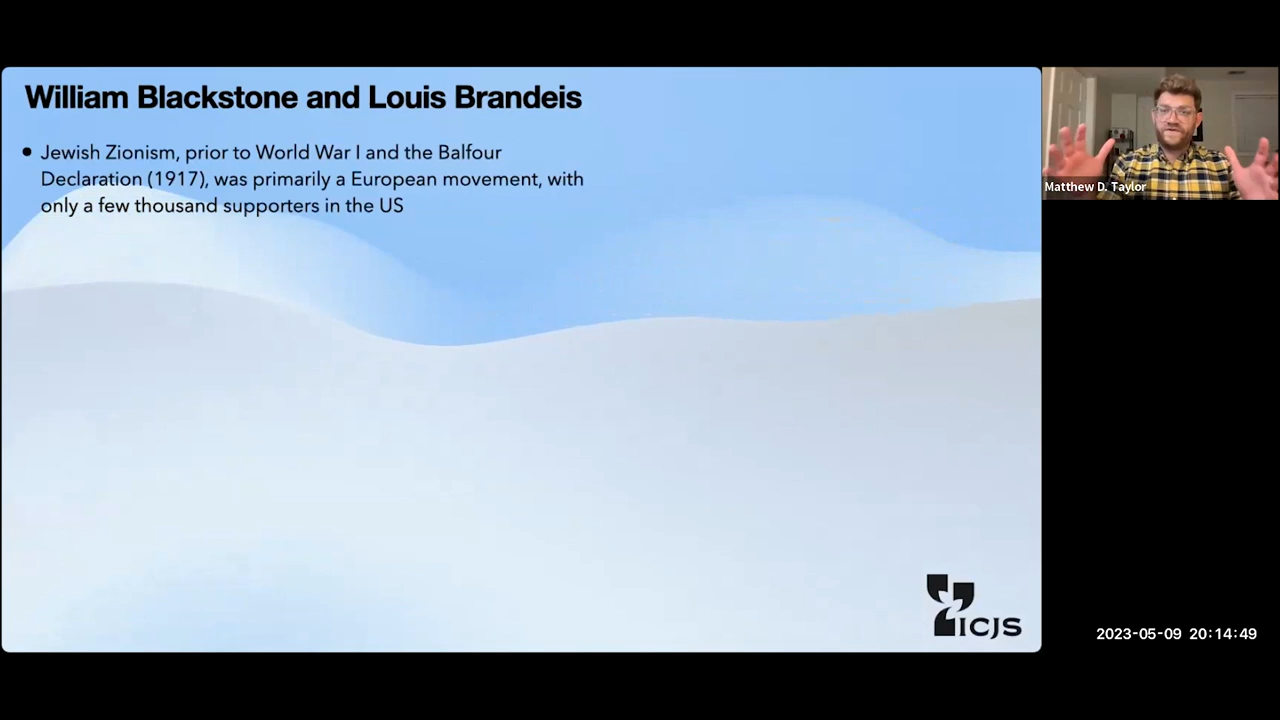 William Blackstone and Louis Brandeis
• Jewish Zionism, prior to World War I and the Balfour
Declaration (1917), was primarily a European movement, with
only a few thousand supporters in the US
Matthew D. Taylor
ICJS
2023-05-09 20:14:49